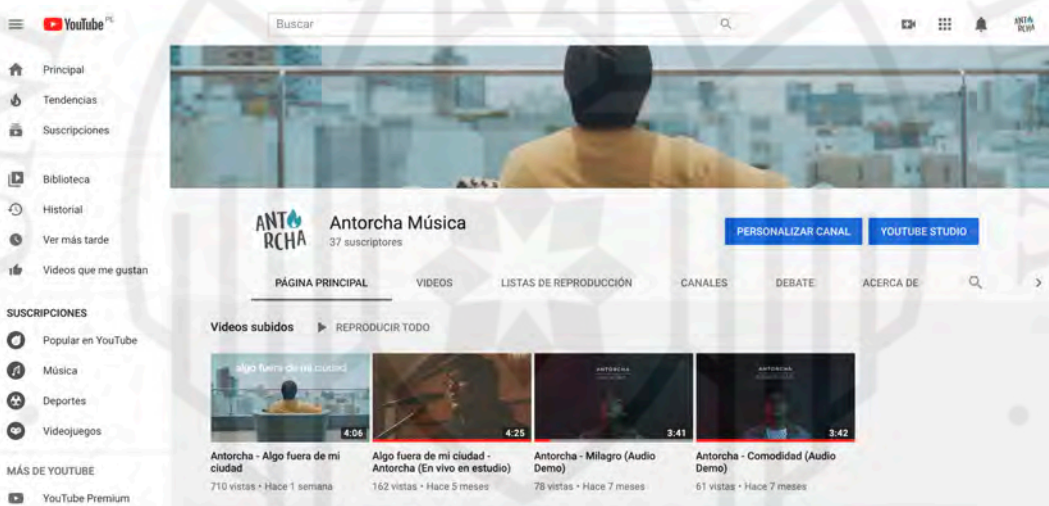 YouTube PE
Buscar
ANTO
RCHA
Principal
Tendencias
Suscripciones
Biblioteca
Historial
Ver más tarde
Videos que me gustan
SUSCRIPCIONES
Popular en YouTube
Música
Deportes
Videojuegos
MÁS DE YOUTUBE
YouTube Premium
ANTO
RCHA
Antorcha Música
37 suscriptores
PERSONALIZAR CANAL
YOUTUBE STUDIO
PÁGINA PRINCIPAL
VIDEOS
LISTAS DE REPRODUCCIÓN
CANALES
DEBATE
ACERCA DE
Videos subidos
REPRODUCIR TODO
algo fuera de mi ciudad
4:06
Antorcha - Algo fuera de mi
ciudad
710 vistas • Hace 1 semana
4:25
Algo fuera de mi ciudad -
Antorcha (En vivo en estudio)
162 vistas • Hace 5 meses
ANTORCHA
3:41
Antorcha - Milagro (Audio
Demo)
78 vistas • Hace 7 meses
ANTORCHA
3:42
Antorcha - Comodidad (Audio
Demo)
61 vistas • Hace 7 meses